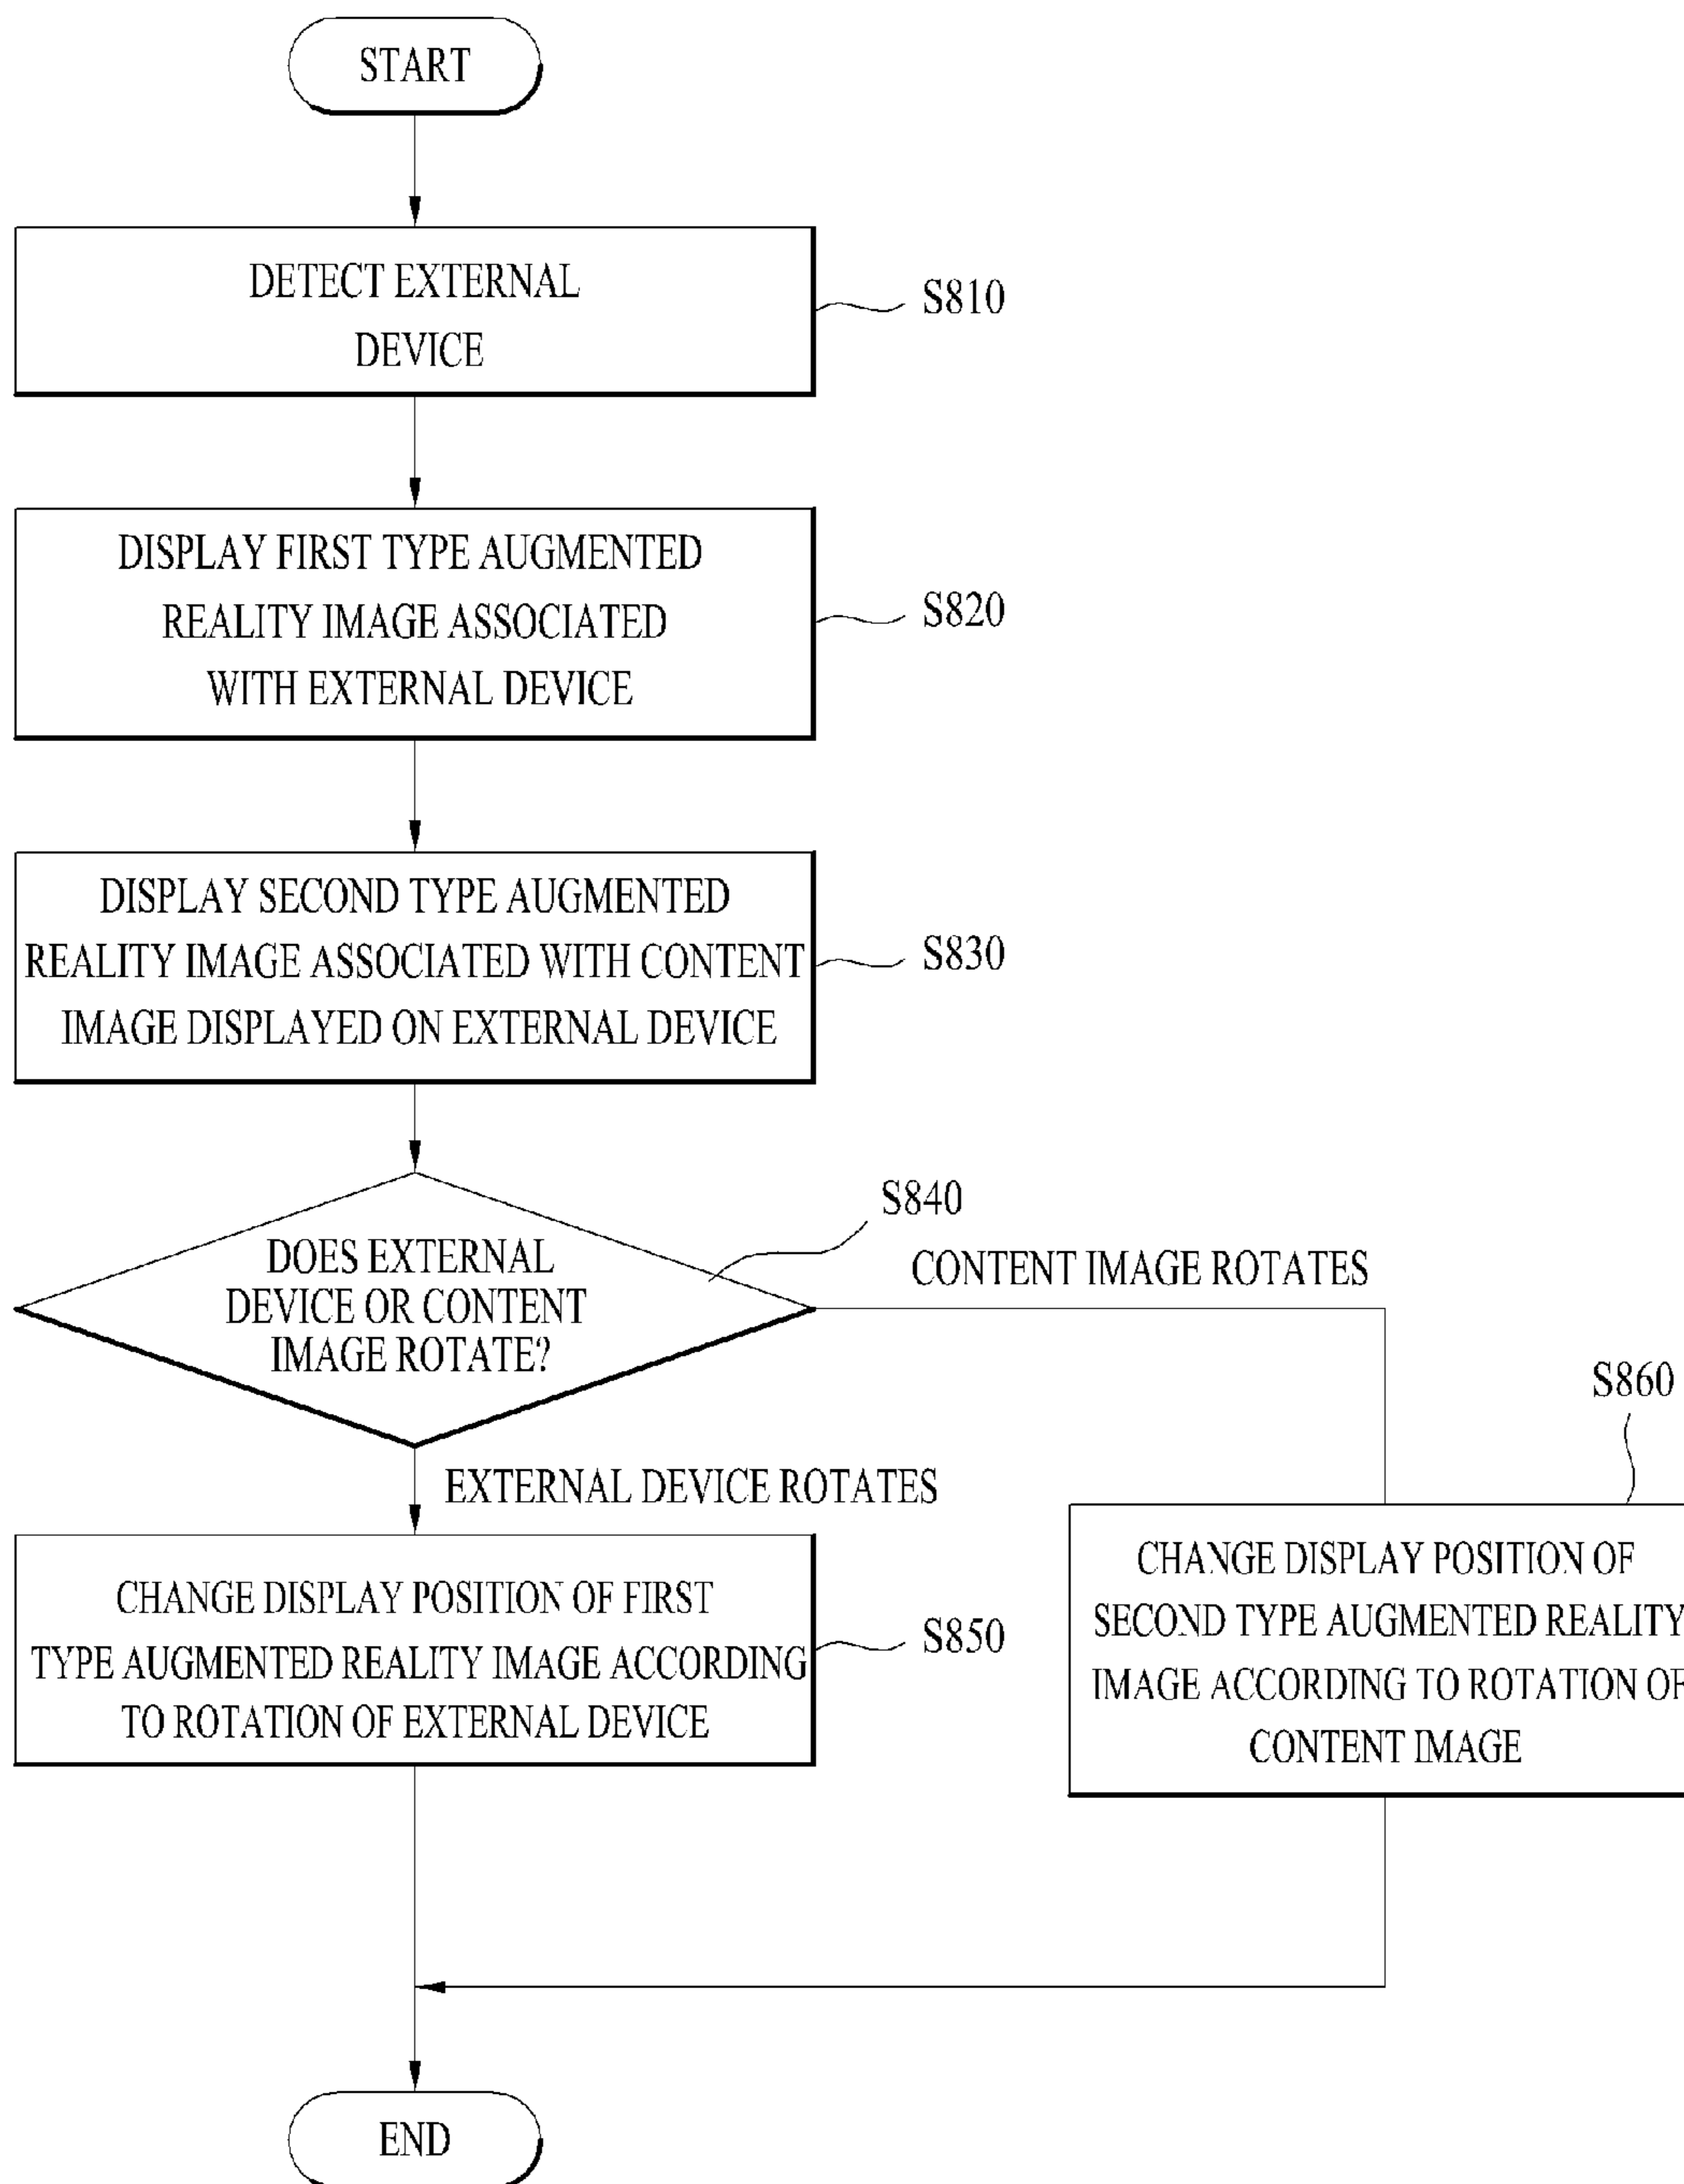 START
DETECT EXTERNAL
DEVICE
S810
DISPLAY FIRST TYPE AUGMENTED
REALITY IMAGE ASSOCIATED
WITH EXTERNAL DEVICE
S820
DISPLAY SECOND TYPE AUGMENTED
REALITY IMAGE ASSOCIATED WITH CONTENT
IMAGE DISPLAYED ON EXTERNAL DEVICE
S830
DOES EXTERNAL
DEVICE OR CONTENT
IMAGE ROTATE?
S840
CONTENT IMAGE ROTATES
EXTERNAL DEVICE ROTATES
CHANGE DISPLAY POSITION OF FIRST
TYPE AUGMENTED REALITY IMAGE ACCORDING
TO ROTATION OF EXTERNAL DEVICE
S850
S860
CHANGE DISPLAY POSITION OF
SECOND TYPE AUGMENTED REALITY
IMAGE ACCORDING TO ROTATION OF
CONTENT IMAGE
END